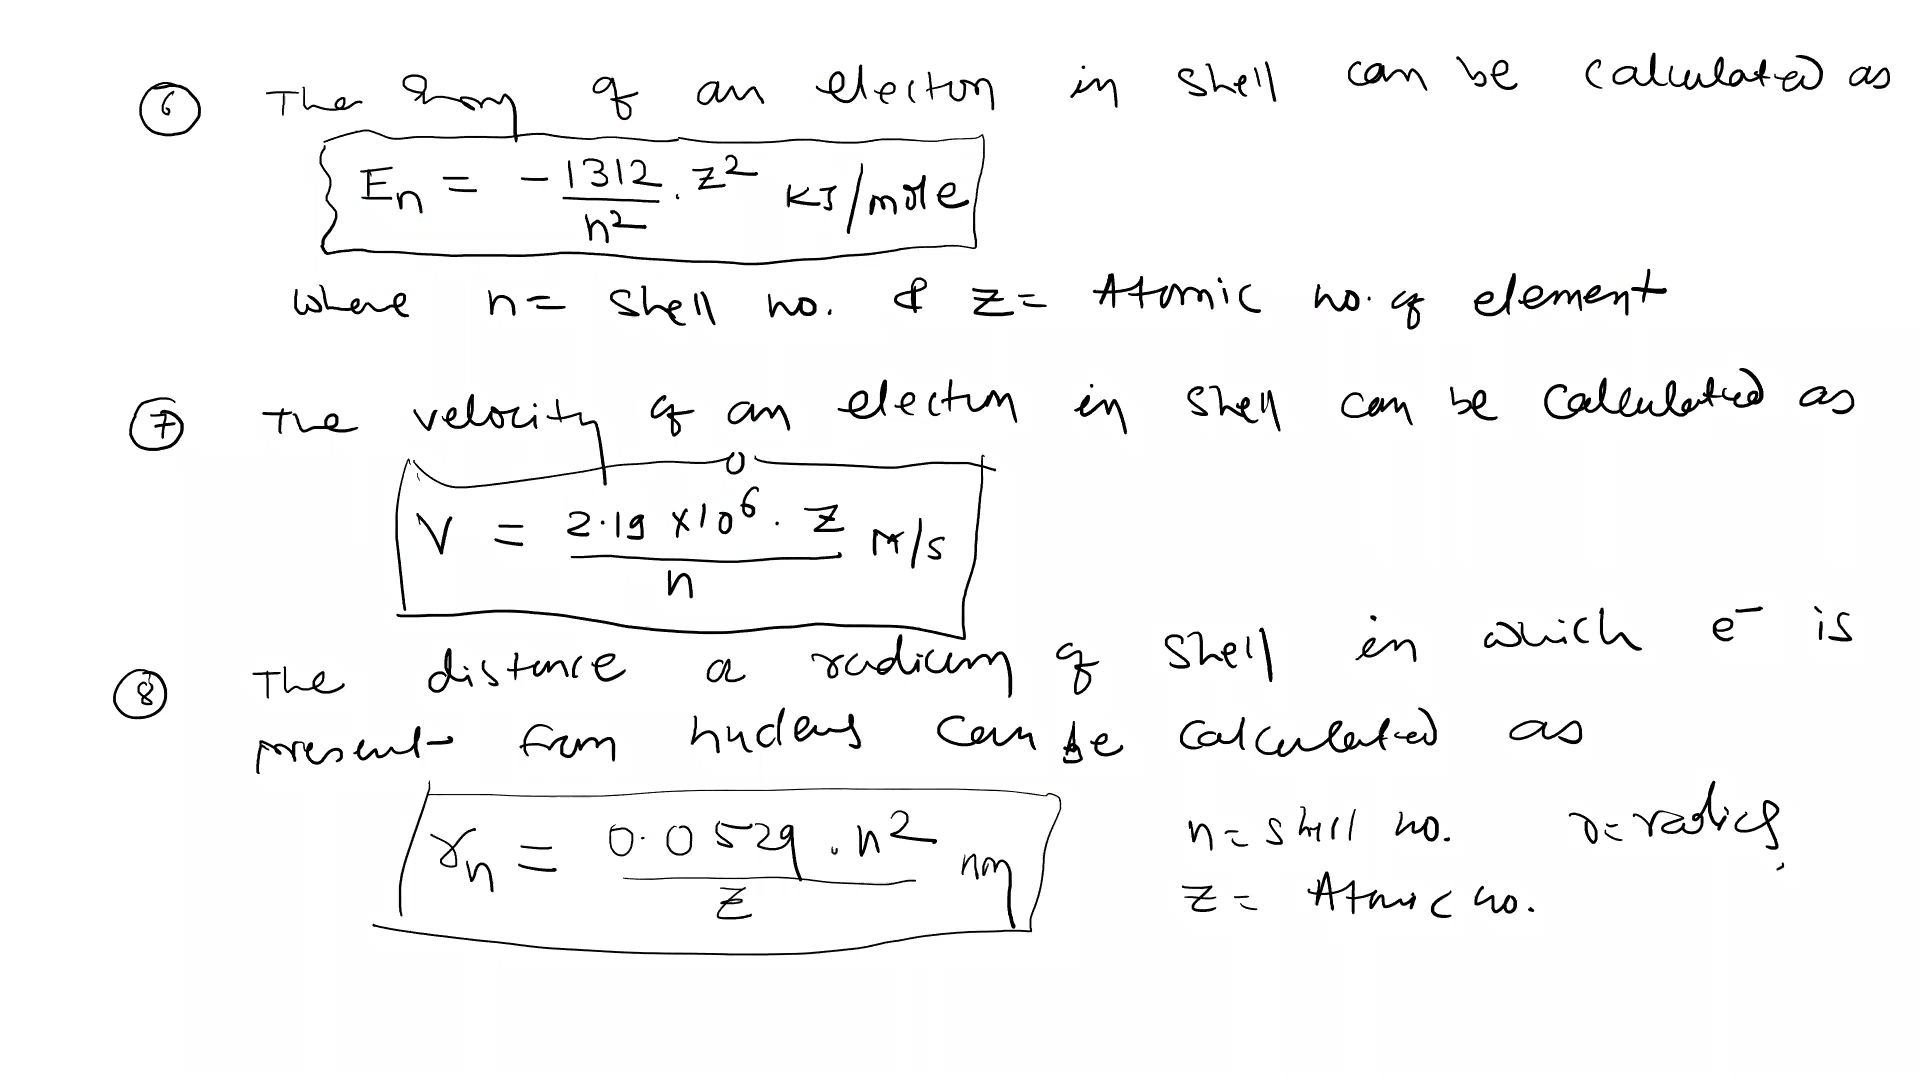 ⑥ The Energy of an electron in shell can be calculated as
En = -1312/n² . z² KJ/mole
where n = shell no. & z = Atomic no. of element
⑦ The velocity of an electron in shell can be calculated as
V = 2.19 × 10⁶ . z / n M/s
⑧ The distance or radium of shell in which e⁻ is
present from nucleus can be calculated as
rn = 0.0529 . n² / z nm
n = shell no. r = radius
z = Atomic no.